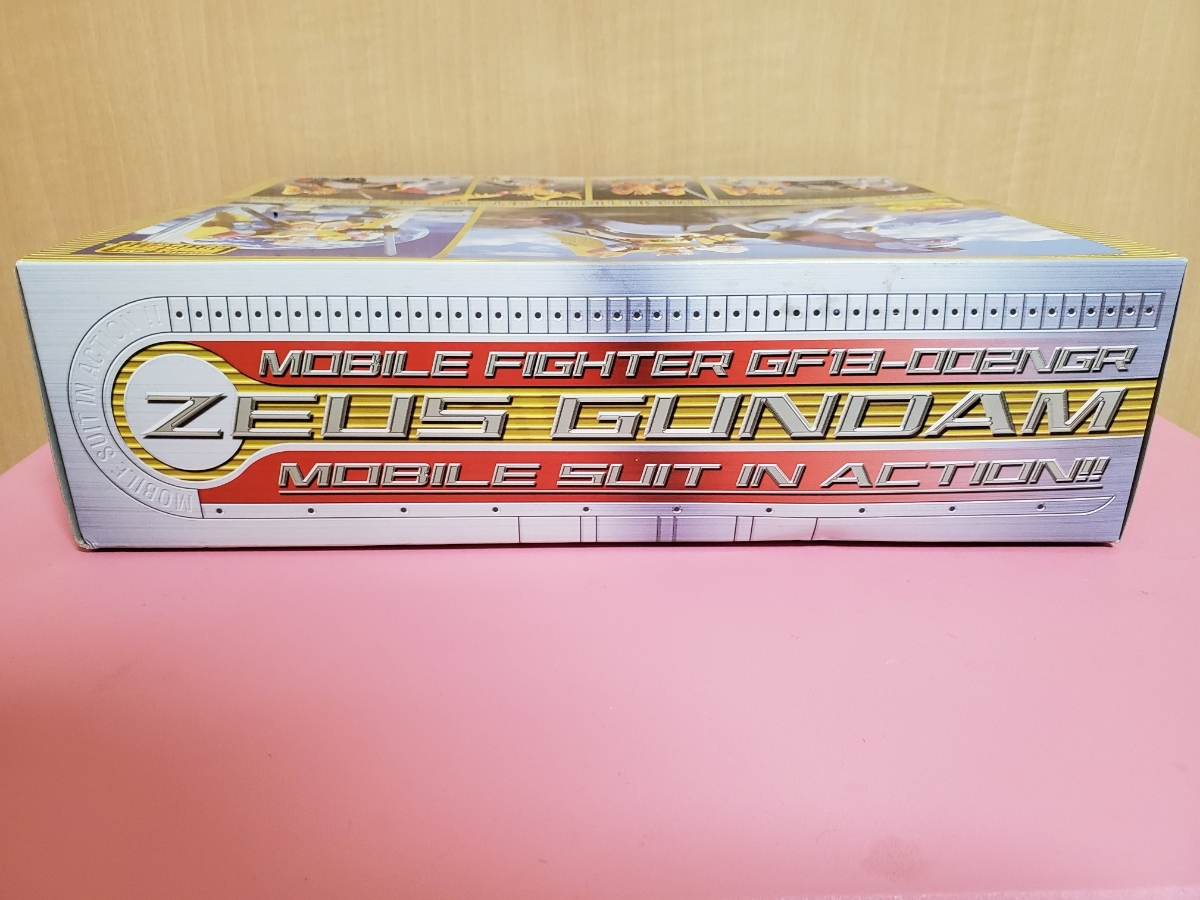 MOBILE FIGHTER GF13-002NGR
ZEUS GUNDAM
MOBILE SUIT IN ACTION!!
MOBILE SUIT IN ACTION !!